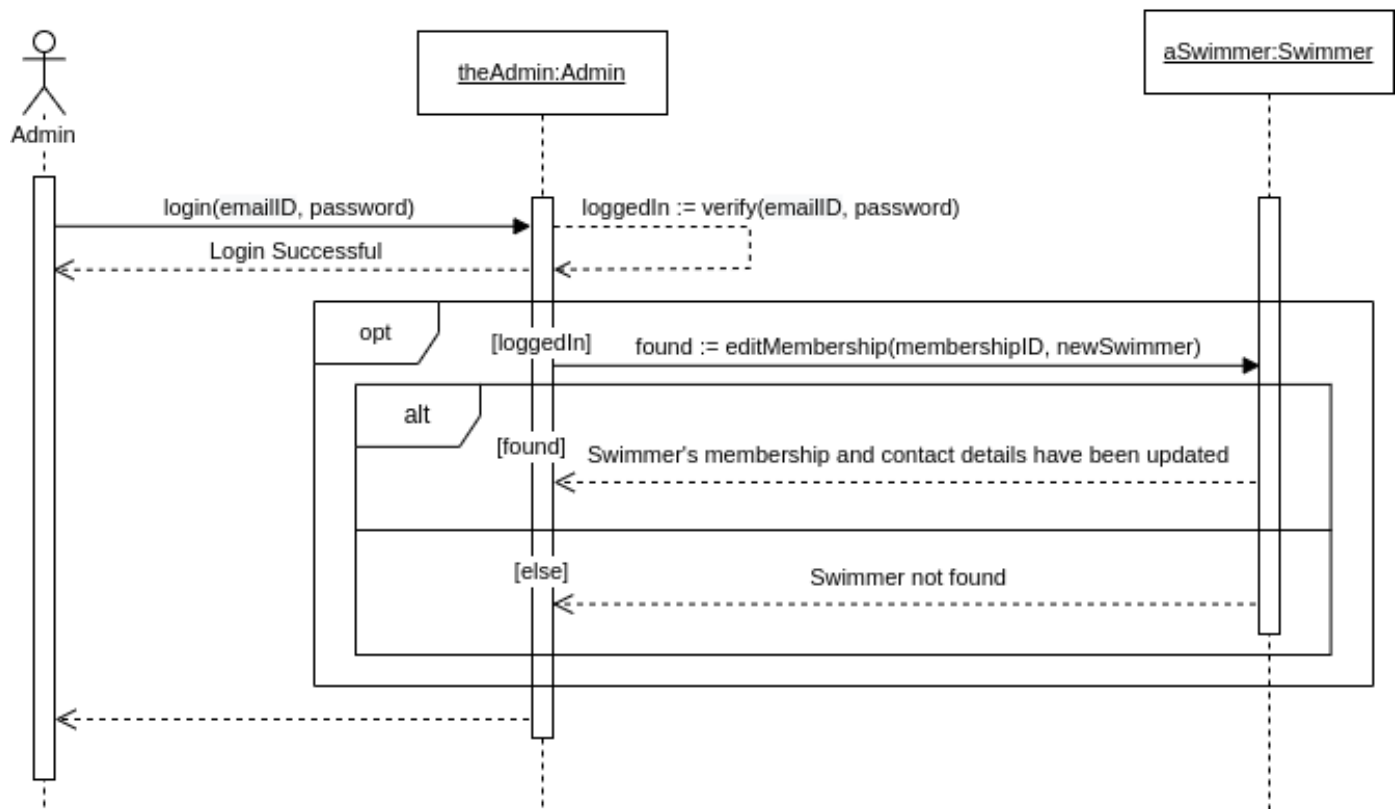 aSwimmer:Swimmer
theAdmin:Admin
Admin
login(emailID, password)
loggedIn := verify(emailID, password)
Login Successful
opt
[loggedIn]
found := editMembership(membershipID, newSwimmer)
alt
[found]
Swimmer's membership and contact details have been updated
[else]
Swimmer not found